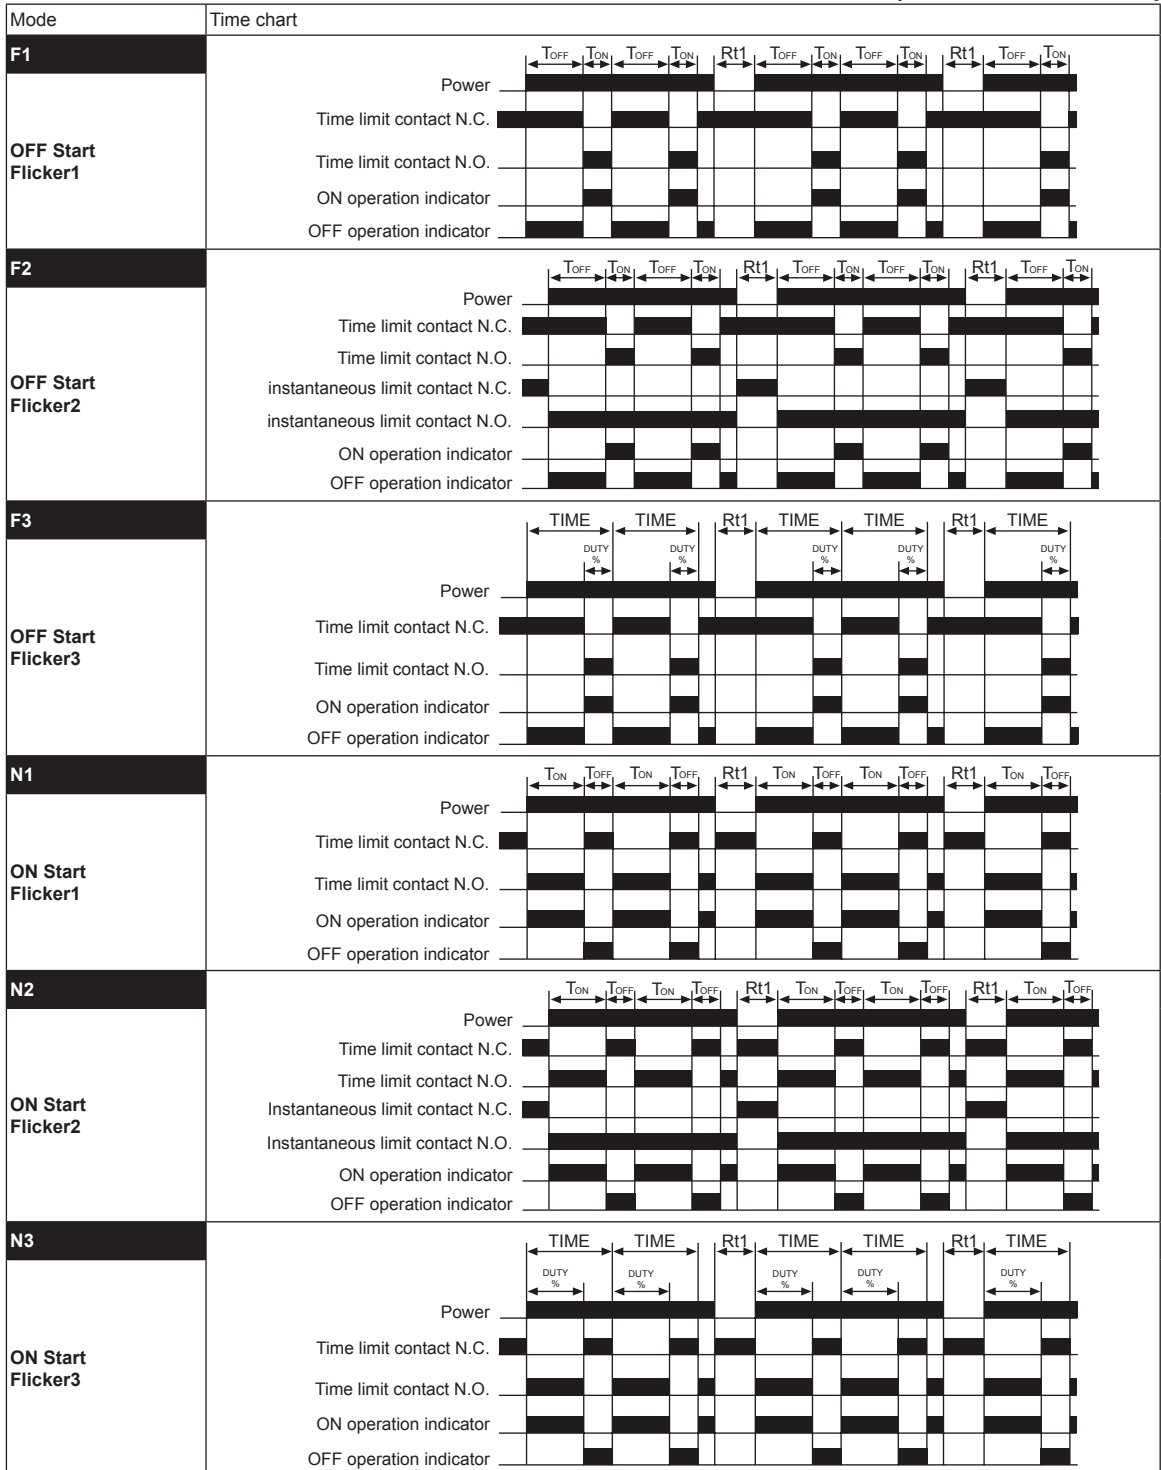 Mode Time chart
F1
TOFF TON TOFF TON Rt1 TOFF TON TOFF TON Rt1 TOFF TON
Power
Time limit contact N.C.
OFF Start
Flicker1
Time limit contact N.O.
ON operation indicator
OFF operation indicator
F2
TOFF TON TOFF TON Rt1 TOFF TON TOFF TON Rt1 TOFF TON
Power
Time limit contact N.C.
Time limit contact N.O.
OFF Start
Flicker2
instantaneous limit contact N.C.
instantaneous limit contact N.O.
ON operation indicator
OFF operation indicator
F3
TIME TIME Rt1 TIME TIME Rt1 TIME
DUTY DUTY DUTY DUTY DUTY
% % % % %
Power
Time limit contact N.C.
OFF Start
Flicker3
Time limit contact N.O.
ON operation indicator
OFF operation indicator
N1
TON TOFF TON TOFF Rt1 TON TOFF TON TOFF Rt1 TON TOFF
Power
Time limit contact N.C.
ON Start
Flicker1
Time limit contact N.O.
ON operation indicator
OFF operation indicator
N2
TON TOFF TON TOFF Rt1 TON TOFF TON TOFF Rt1 TON TOFF
Power
Time limit contact N.C.
Time limit contact N.O.
ON Start
Flicker2
Instantaneous limit contact N.C.
Instantaneous limit contact N.O.
ON operation indicator
OFF operation indicator
N3
TIME TIME Rt1 TIME TIME Rt1 TIME
DUTY DUTY DUTY DUTY DUTY
% % % % %
Power
Time limit contact N.C.
ON Start
Flicker3
Time limit contact N.O.
ON operation indicator
OFF operation indicator